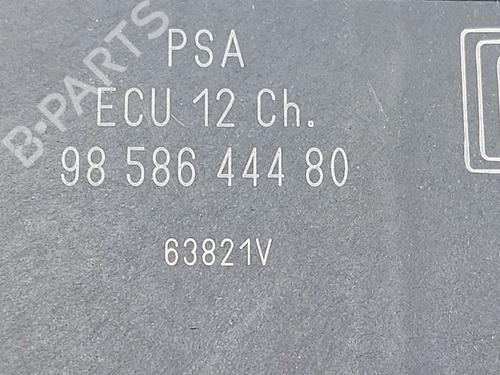 PSA
ECU 12 Ch.
98 586 444 80
63821V
B-PARTS